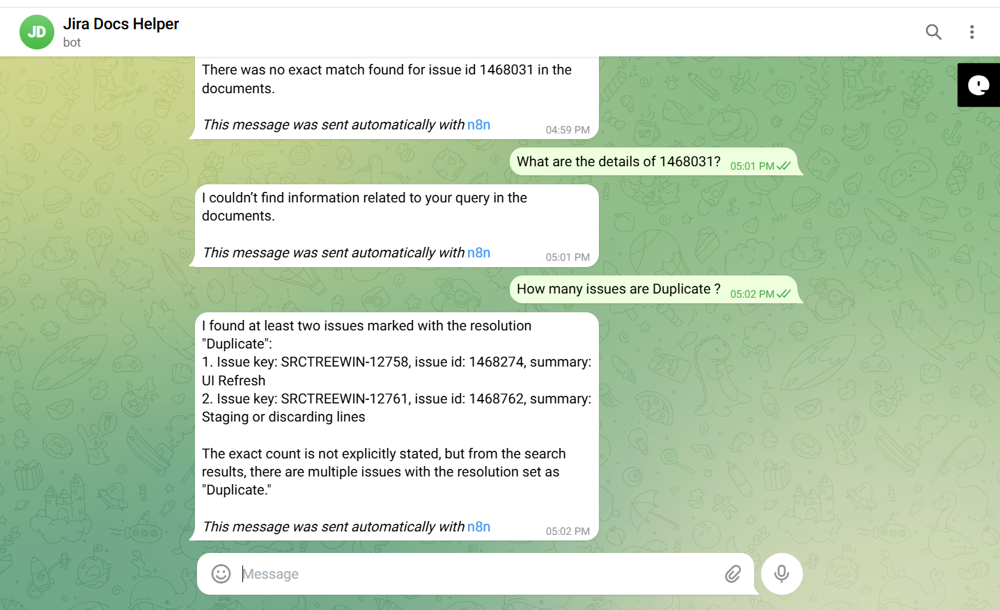 JD
Jira Docs Helper
bot
There was no exact match found for issue id 1468031 in the
documents.
This message was sent automatically with n8n
04:59 PM
What are the details of 1468031?
05:01 PM
I couldn’t find information related to your query in the
documents.
This message was sent automatically with n8n
05:01 PM
How many issues are Duplicate ?
05:02 PM
I found at least two issues marked with the resolution
"Duplicate":
1. Issue key: SRCTREEWIN-12758, issue id: 1468274, summary:
UI Refresh
2. Issue key: SRCTREEWIN-12761, issue id: 1468762, summary:
Staging or discarding lines
The exact count is not explicitly stated, but from the search
results, there are multiple issues with the resolution set as
"Duplicate."
This message was sent automatically with n8n
05:02 PM
Message